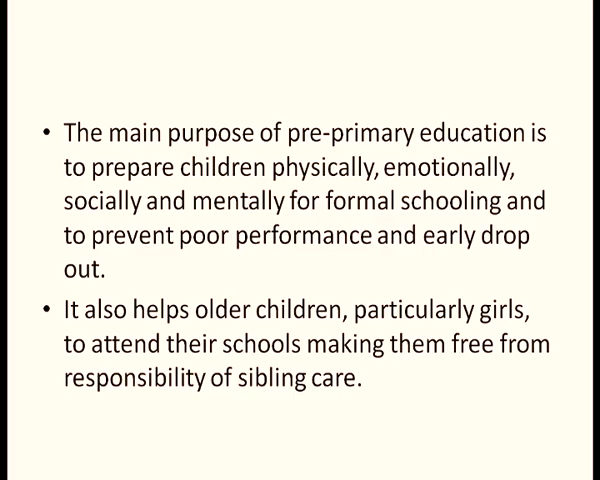 • The main purpose of pre-primary education is
to prepare children physically, emotionally,
socially and mentally for formal schooling and
to prevent poor performance and early drop
out.
• It also helps older children, particularly girls,
to attend their schools making them free from
responsibility of sibling care.